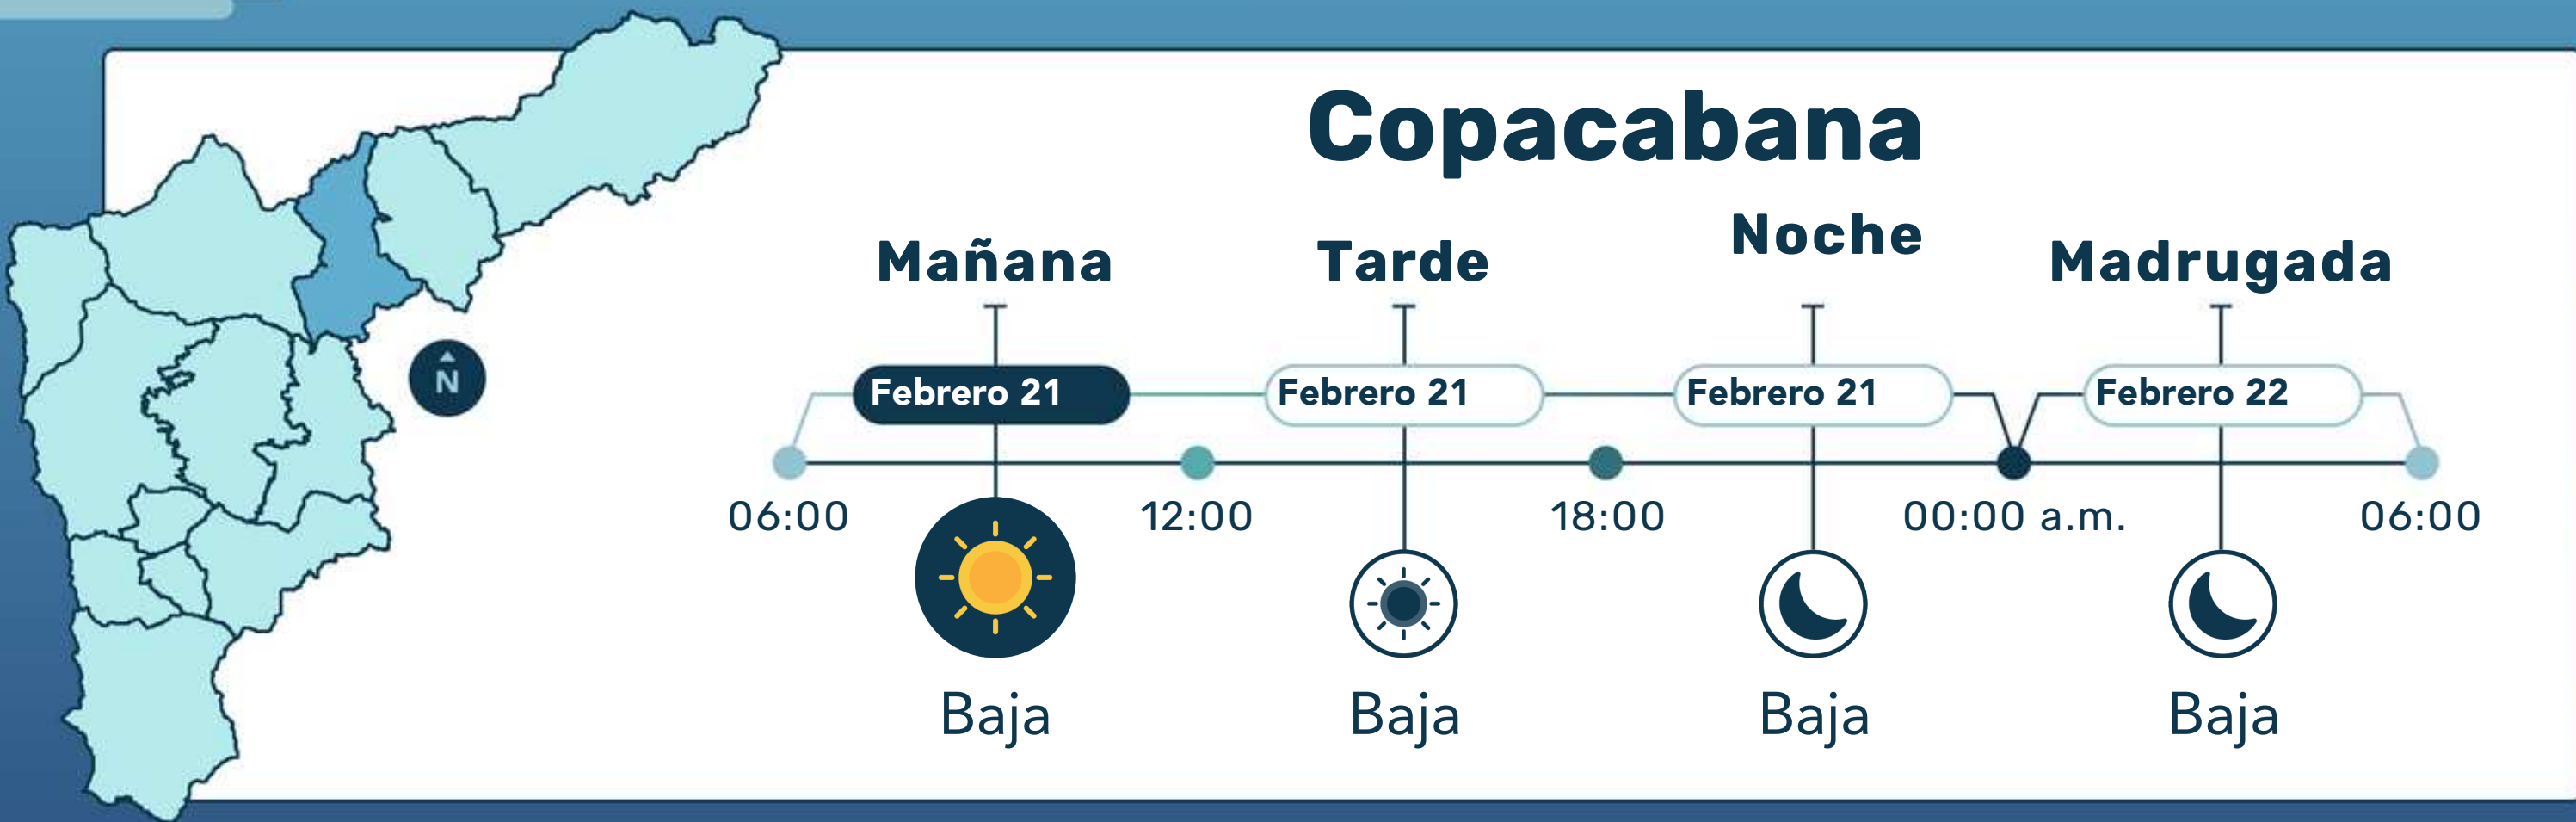 Copacabana
Mañana
Tarde
Noche
Madrugada
Febrero 21
Febrero 21
Febrero 21
Febrero 22
N
06:00
12:00
18:00
00:00 a.m.
06:00
Baja
Baja
Baja
Baja